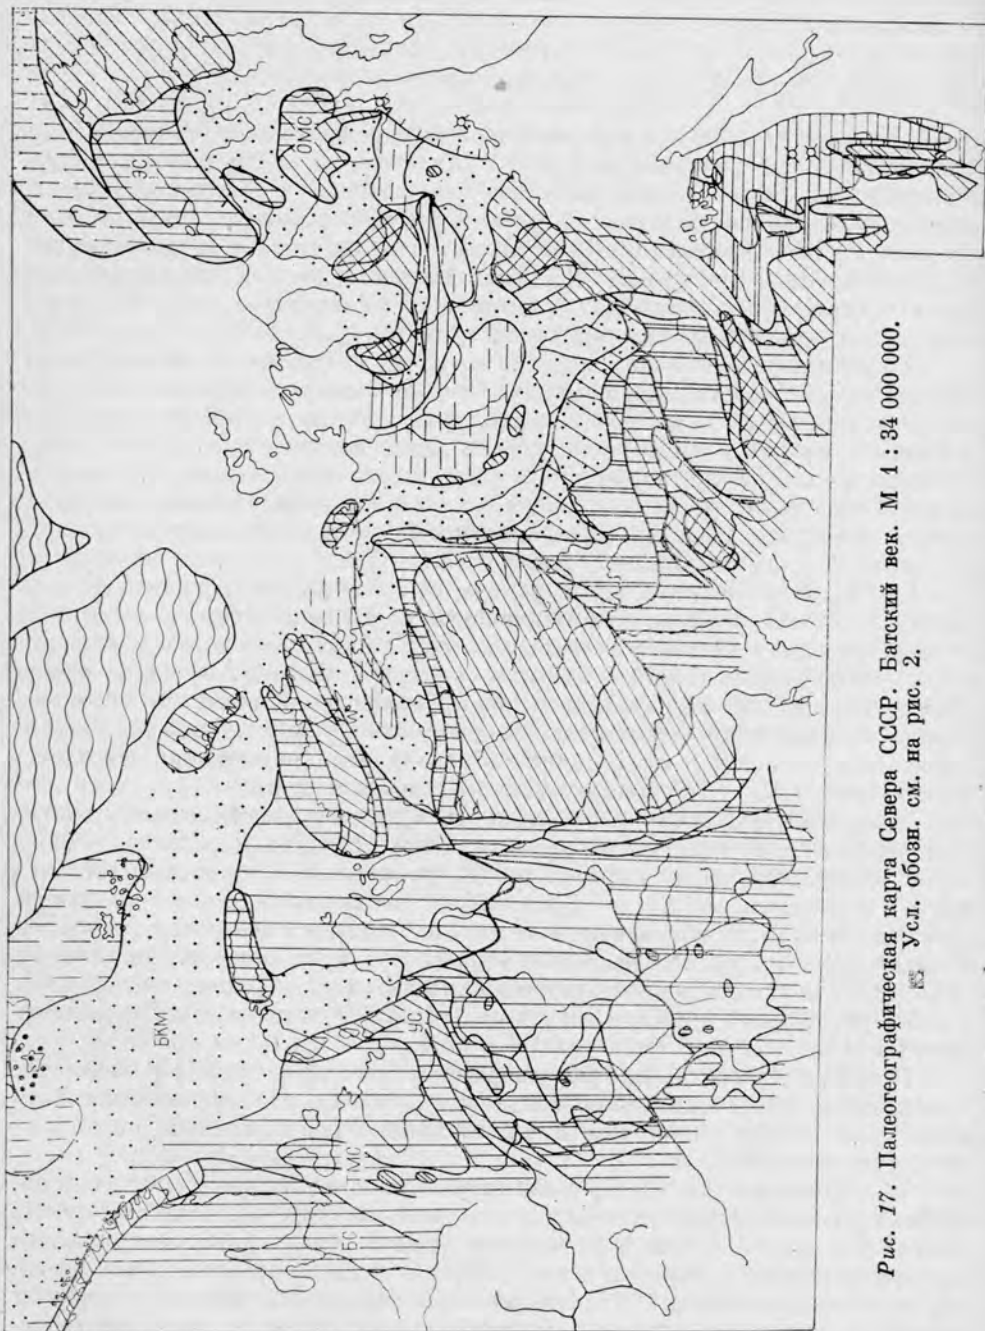 ЭС
ОМС
ОС
БКМ
УС
ТМС
БС
Рис. 17. Палеогеографическая карта Севера СССР. Батский век. М 1 : 34 000 000.
Усл. обозн. см. на рис. 2.